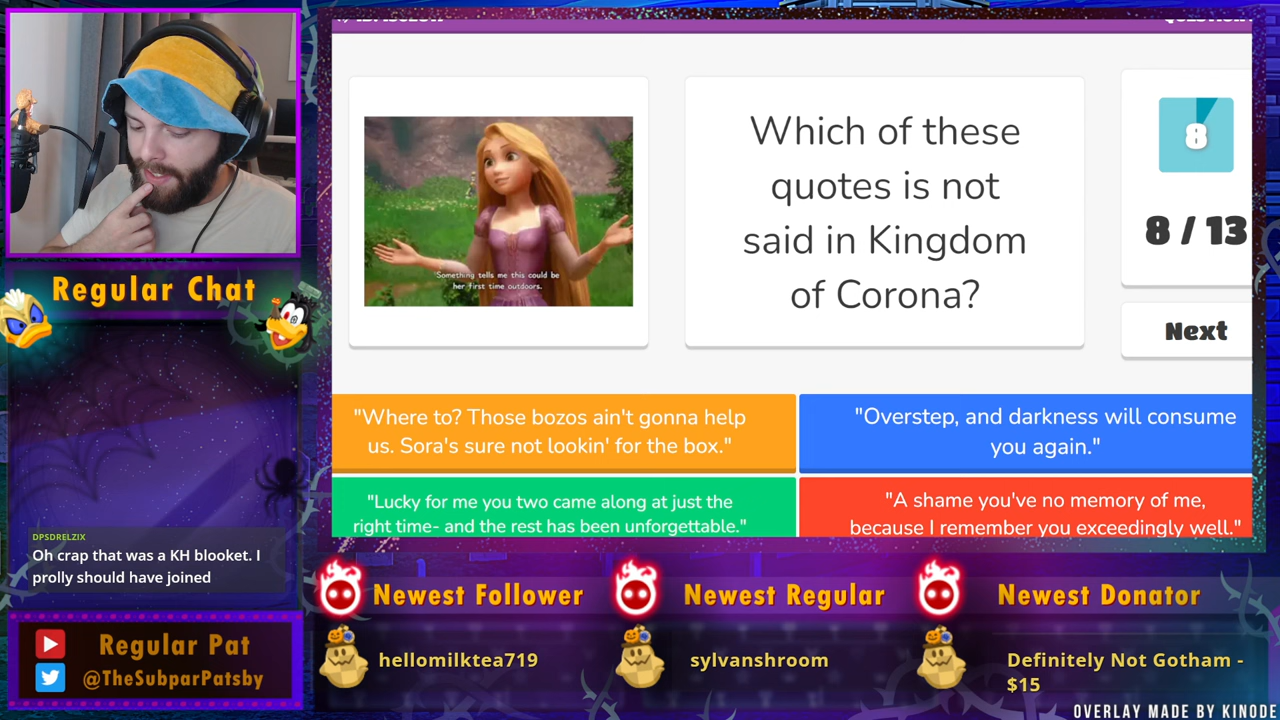 Which of these
quotes is not
said in Kingdom
of Corona?
Something tells me this could be
her first time outdoors.
8
8 / 13
Next
"Where to? Those bozos ain't gonna help
us. Sora's sure not lookin' for the box."
"Overstep, and darkness will consume
you again."
"Lucky for me you two came along at just the
right time- and the rest has been unforgettable."
"A shame you've no memory of me,
because I remember you exceedingly well."
Regular Chat
DPSDRELZIX
Oh crap that was a KH blooket. I
prolly should have joined
Regular Pat
@TheSubparPatsby
Newest Follower
hellomilktea719
Newest Regular
sylvanshroom
Newest Donator
Definitely Not Gotham -
$15
OVERLAY MADE BY KINODE